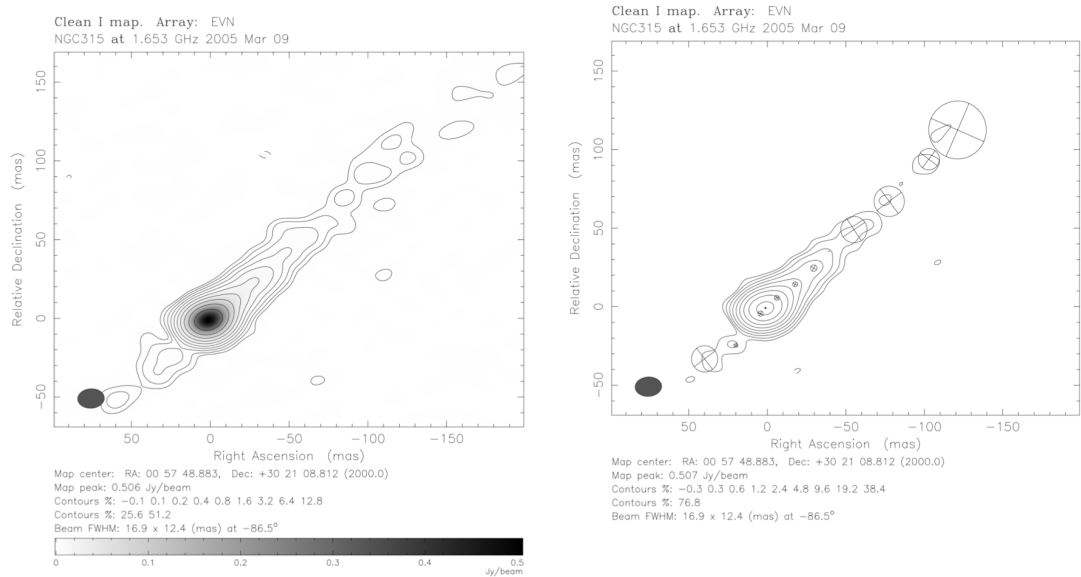 Clean I map. Array: EVN
NGC315 at 1.653 GHz 2005 Mar 09
150
100
50
0
−50
Relative Declination (mas)
50
0
−50
−100
−150
Right Ascension (mas)
Map center: RA: 00 57 48.883, Dec: +30 21 08.812 (2000.0)
Map peak: 0.506 Jy/beam
Contours %: −0.1 0.1 0.2 0.4 0.8 1.6 3.2 6.4 12.8
Contours %: 25.6 51.2
Beam FWHM: 16.9 x 12.4 (mas) at −86.5°
0
0.1
0.2
0.3
0.4
0.5
Jy/beam
Clean I map. Array: EVN
NGC315 at 1.653 GHz 2005 Mar 09
150
100
50
0
−50
Relative Declination (mas)
50
0
−50
−100
−150
Right Ascension (mas)
Map center: RA: 00 57 48.883, Dec: +30 21 08.812 (2000.0)
Map peak: 0.507 Jy/beam
Contours %: −0.3 0.3 0.6 1.2 2.4 4.8 9.6 19.2 38.4
Contours %: 76.8
Beam FWHM: 16.9 x 12.4 (mas) at −86.5°